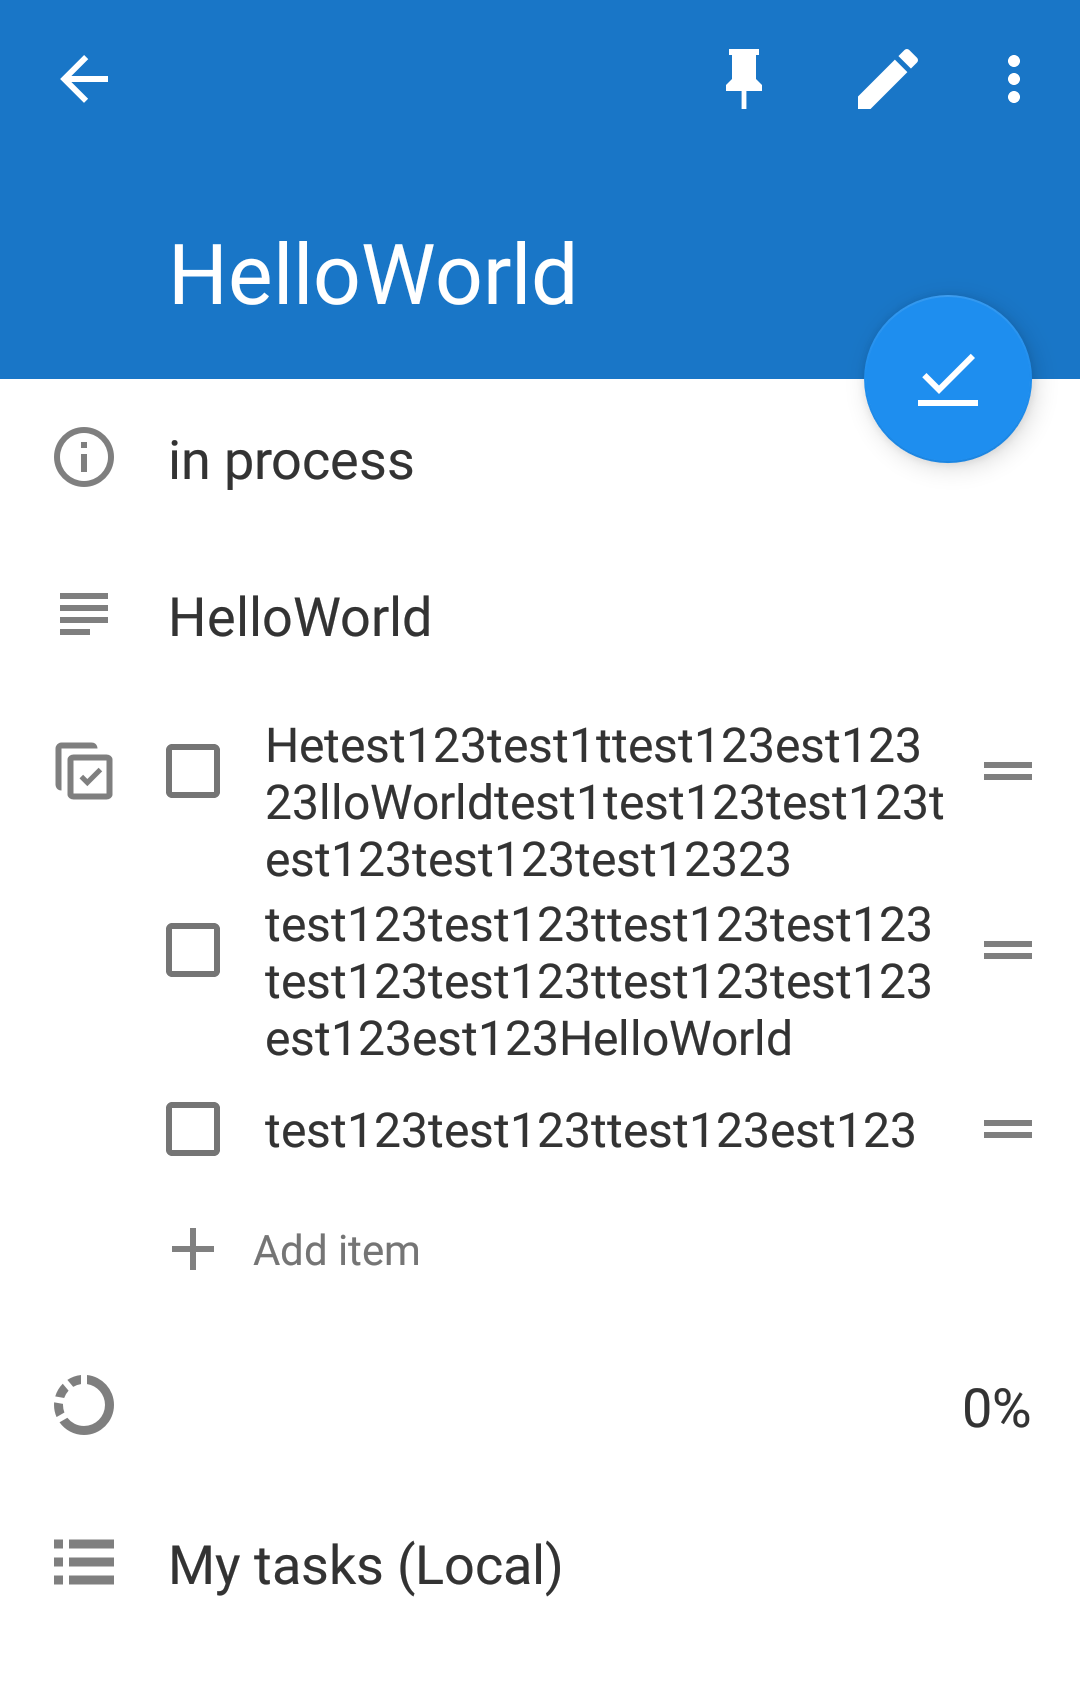 HelloWorld
in process
HelloWorld
Hetest123test1ttest123est123
23lloWorldtest1test123test123t
est123test123test12323
test123test123ttest123test123
test123test123ttest123test123
est123est123HelloWorld
test123test123ttest123est123
Add item
0%
My tasks (Local)